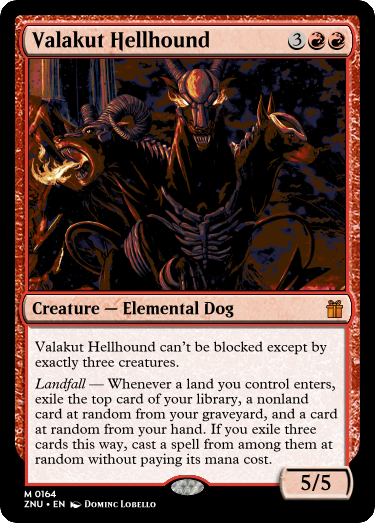 Valakut Hellhound 3
Creature — Elemental Dog
Valakut Hellhound can't be blocked except by
exactly three creatures.
Landfall — Whenever a land you control enters,
exile the top card of your library, a nonland
card at random from your graveyard, and a card
at random from your hand. If you exile three
cards this way, cast a spell from among them at
random without paying its mana cost.
5/5
M 0164
ZNU • EN Dominc Lobello